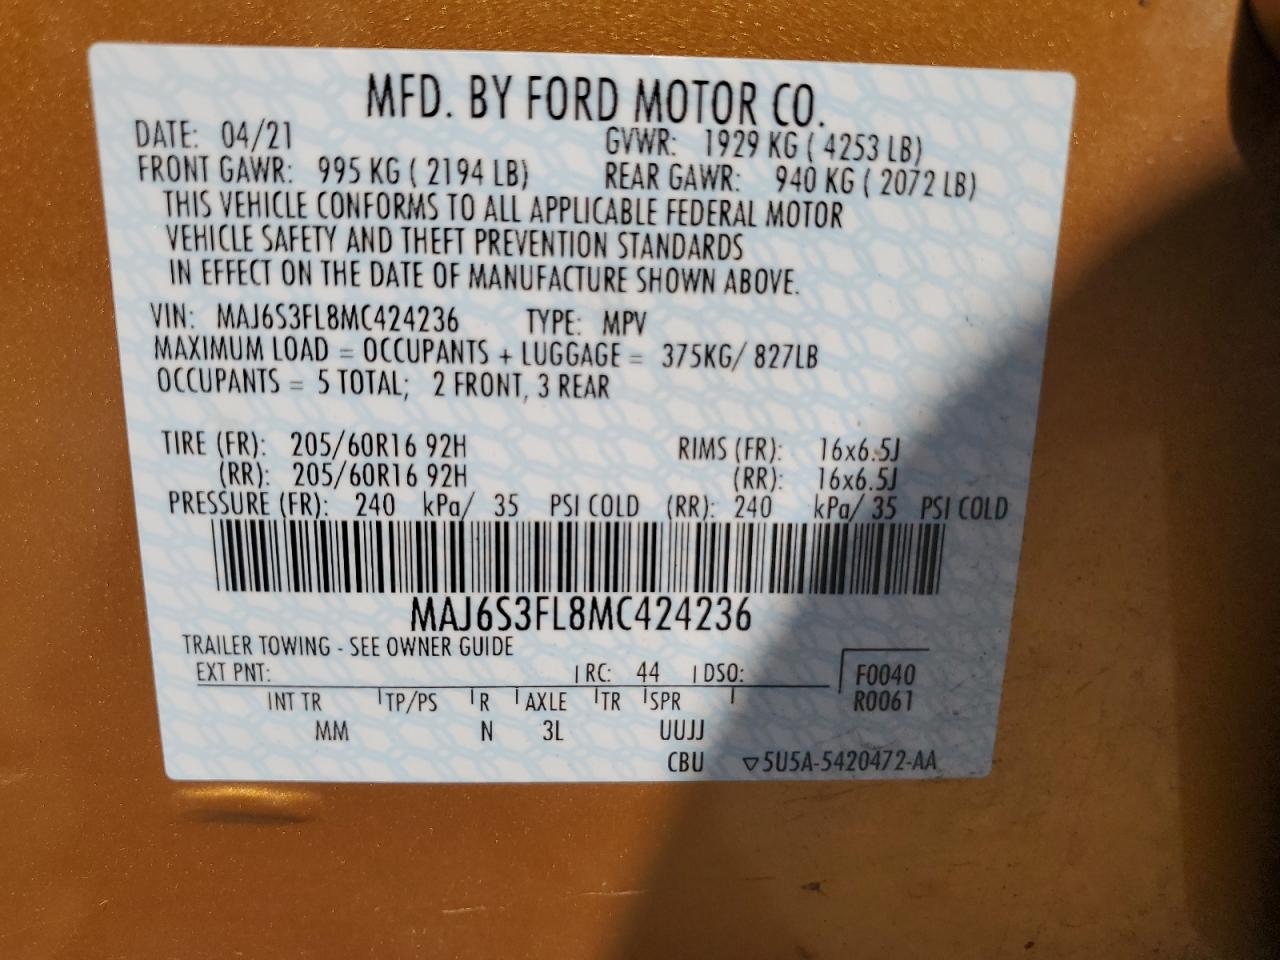 MFD. BY FORD MOTOR CO.
DATE: 04/21 GVWR: 1929 KG ( 4253 LB)
FRONT GAWR: 995 KG ( 2194 LB) REAR GAWR: 940 KG ( 2072 LB)
THIS VEHICLE CONFORMS TO ALL APPLICABLE FEDERAL MOTOR
VEHICLE SAFETY AND THEFT PREVENTION STANDARDS
IN EFFECT ON THE DATE OF MANUFACTURE SHOWN ABOVE.
VIN: MAJ6S3FL8MC424236 TYPE: MPV
MAXIMUM LOAD = OCCUPANTS + LUGGAGE = 375KG/ 827LB
OCCUPANTS = 5 TOTAL; 2 FRONT, 3 REAR
TIRE (FR): 205/60R16 92H RIMS (FR): 16x6.5J
(RR): 205/60R16 92H (RR): 16x6.5J
PRESSURE (FR): 240 kPa/ 35 PSI COLD (RR): 240 kPa/ 35 PSI COLD
MAJ6S3FL8MC424236
TRAILER TOWING - SEE OWNER GUIDE
EXT PNT: RC: 44 DSO: F0040
INT TR TP/PS R AXLE TR SPR R0061
MM N 3L UUJJ
CBU ▽5U5A-5420472-AA